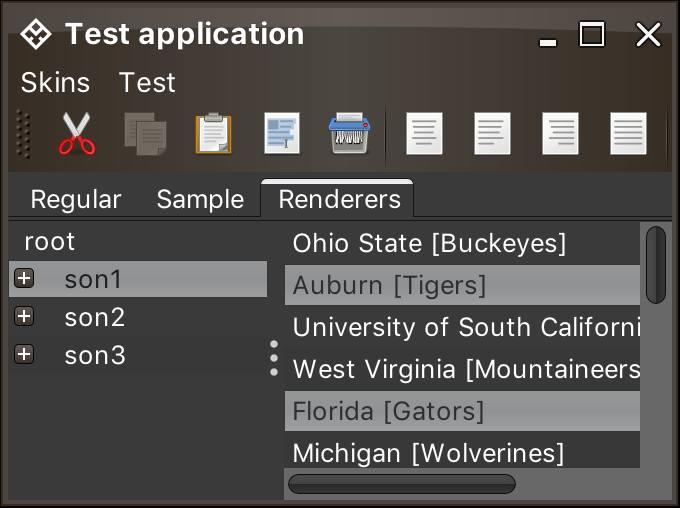 Test application
Skins Test
Regular Sample Renderers
root
son1
son2
son3
Ohio State [Buckeyes]
Auburn [Tigers]
University of South Californi
West Virginia [Mountaineers
Florida [Gators]
Michigan [Wolverines]